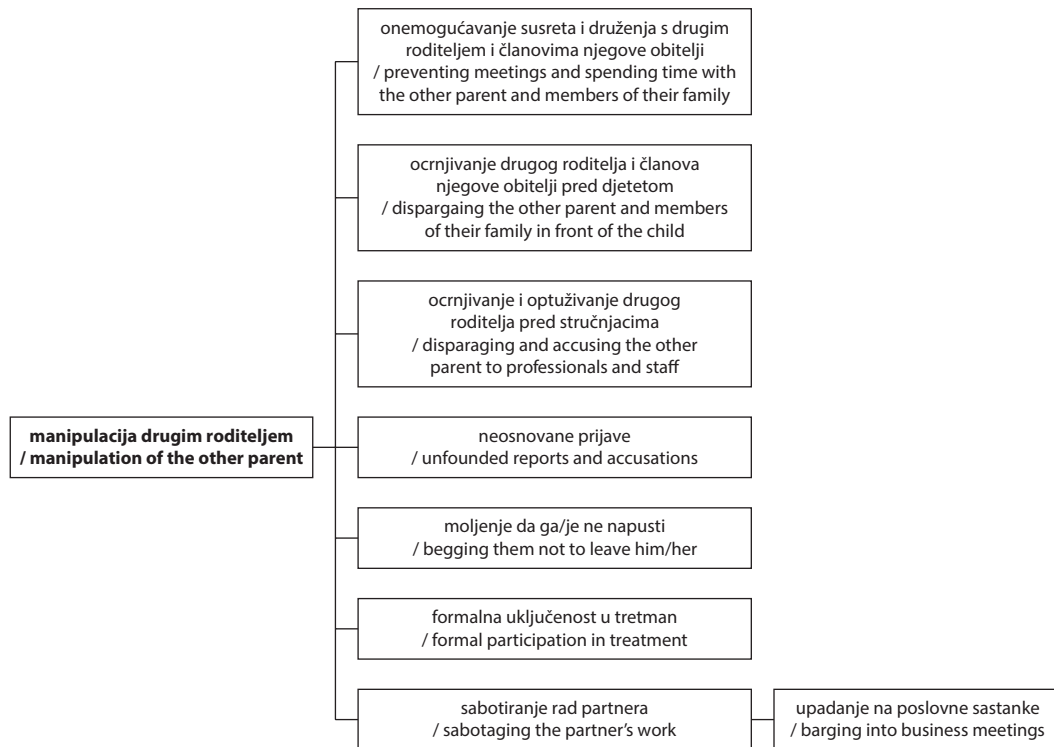 onemogućavanje susreta i druženja s drugim
roditeljem i članovima njegove obitelji
/ preventing meetings and spending time with
the other parent and members of their family
ocrnjivanje drugog roditelja i članova
njegove obitelji pred djetetom
/ dispargaing the other parent and members
of their family in front of the child
ocrnjivanje i optuživanje drugog
roditelja pred stručnjacima
/ disparaging and accusing the other
parent to professionals and staff
manipulacija drugim roditeljem
/ manipulation of the other parent
neosnovane prijave
/ unfounded reports and accusations
moljenje da ga/je ne napusti
/ begging them not to leave him/her
formalna uključenost u tretman
/ formal participation in treatment
sabotiranje rad partnera
/ sabotaging the partner’s work
upadanje na poslovne sastanke
/ barging into business meetings